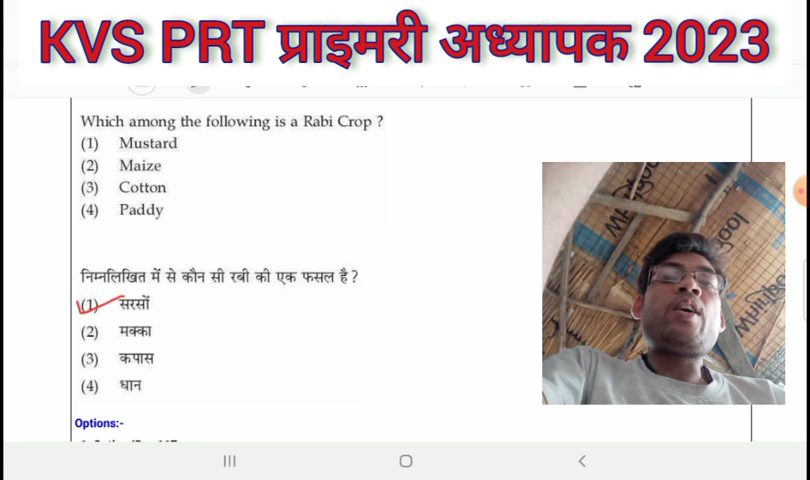 KVS PRT प्राइमरी अध्यापक 2023
Which among the following is a Rabi Crop ?
(1) Mustard
(2) Maize
(3) Cotton
(4) Paddy
निम्नलिखित में से कौन सी रबी की एक फसल है ?
(1) सरसों
(2) मक्का
(3) कपास
(4) धान
Options:-